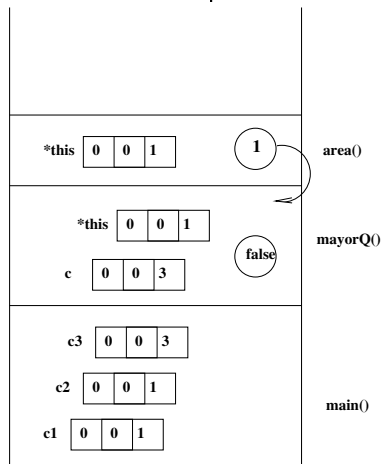 *this 0 0 1 1 area()
*this 0 0 1
mayorQ()
false
c 0 0 3
c3 0 0 3
c2 0 0 1
main()
c1 0 0 1